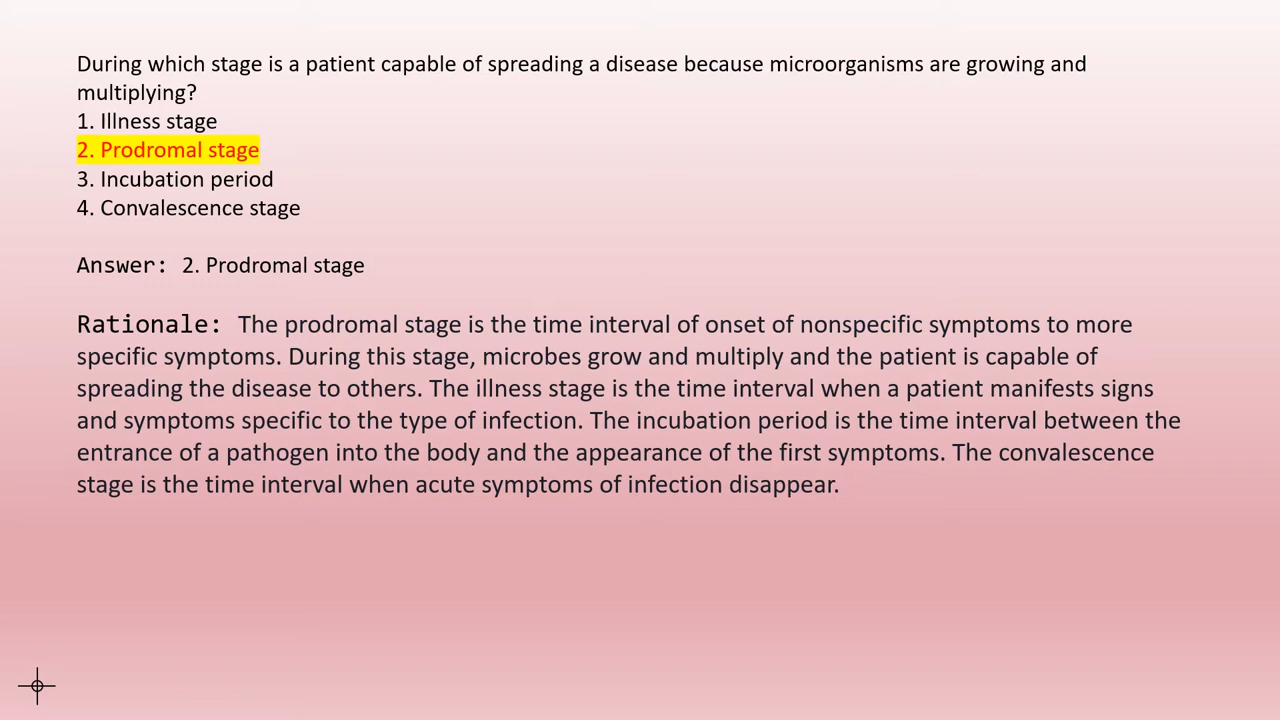 During which stage is a patient capable of spreading a disease because microorganisms are growing and
multiplying?
1. Illness stage
2. Prodromal stage
3. Incubation period
4. Convalescence stage
Answer: 2. Prodromal stage
Rationale: The prodromal stage is the time interval of onset of nonspecific symptoms to more
specific symptoms. During this stage, microbes grow and multiply and the patient is capable of
spreading the disease to others. The illness stage is the time interval when a patient manifests signs
and symptoms specific to the type of infection. The incubation period is the time interval between the
entrance of a pathogen into the body and the appearance of the first symptoms. The convalescence
stage is the time interval when acute symptoms of infection disappear.